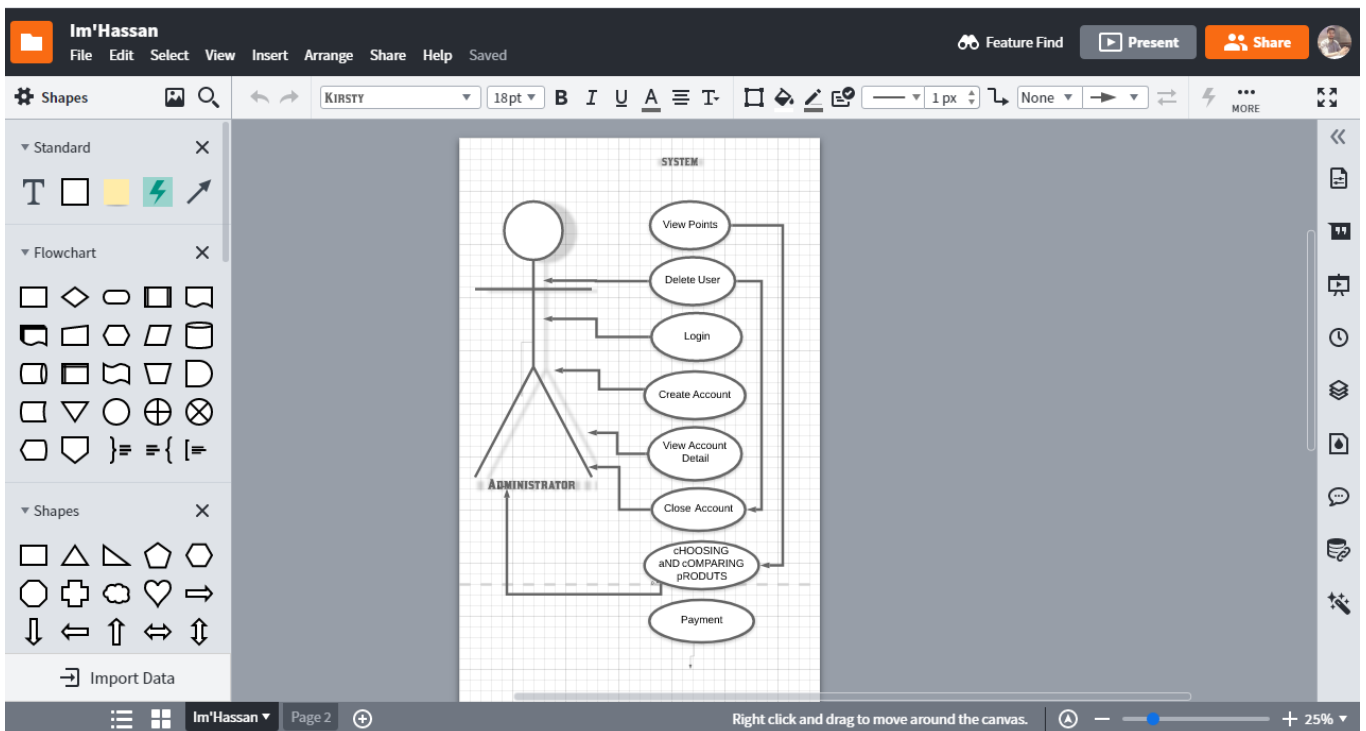 Im'Hassan
File Edit Select View Insert Arrange Share Help Saved
Feature Find
Present
Share
Shapes
KIRSTY
18pt
B I U A T
1 px
None
MORE
Standard
T
Flowchart
Shapes
Import Data
SYSTEM
View Points
Delete User
Login
Create Account
View Account
Detail
Close Account
cHOOSING
aND cOMPARING
pRODUTS
Payment
ADMINISTRATOR
Im'Hassan Page 2
Right click and drag to move around the canvas.
25%